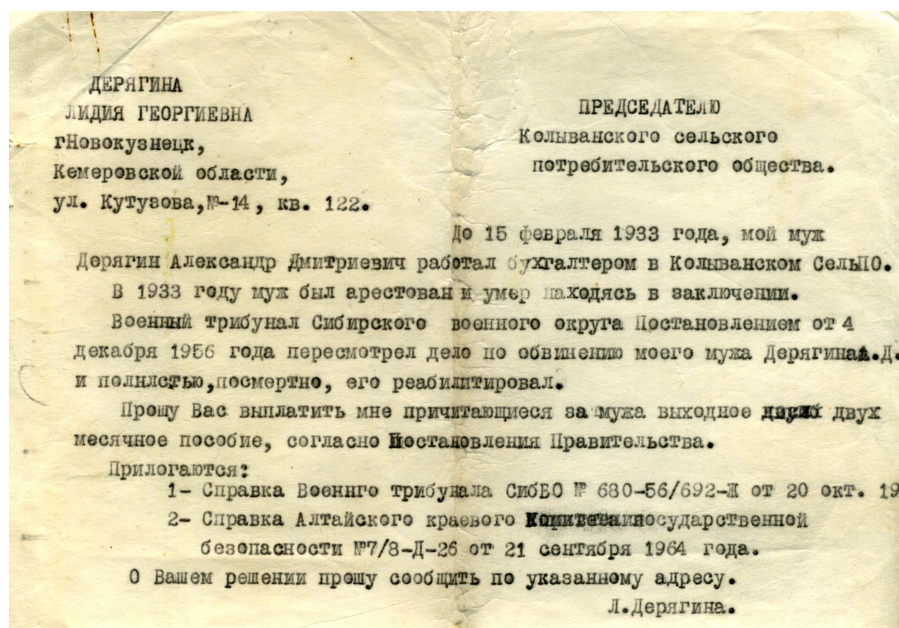 ДЕРЯГИНА
ЛИДИЯ ГЕОРГИЕВНА
гНовокузнецк,
Кемеровской области,
ул. Кутузова,№-14, кв. 122.
ПРЕДСЕДАТЕЛЮ
Колыванского сельского
потребительского общества.
До 15 февраля 1933 года, мой муж
Дерягин Александр Дмитриевич работал бухгалтером в Колыванском СельПО.
В 1933 году муж был арестован и умер находясь в заключении.
Военный трибунал Сибирского военного округа Постановлением от 4
декабря 1956 года пересмотрел дело по обвинению моего мужа Дерягина.Д.
и полнлстью,посмертно, его реабилитировал.
Прошу Вас выплатить мне причитающиеся за мужа выходное двух
месячное пособие, согласно Постановления Правительства.
Прилогаются:
1- Справка Военнго трибунала СибВО № 680-56/692-Ж от 20 окт. 19
2- Справка Алтайского краевого Комитета государственной
безопасности №7/8-Д-26 от 21 сентября 1964 года.
О Вашем решении прошу сообщить по указанному адресу.
Л.Дерягина.